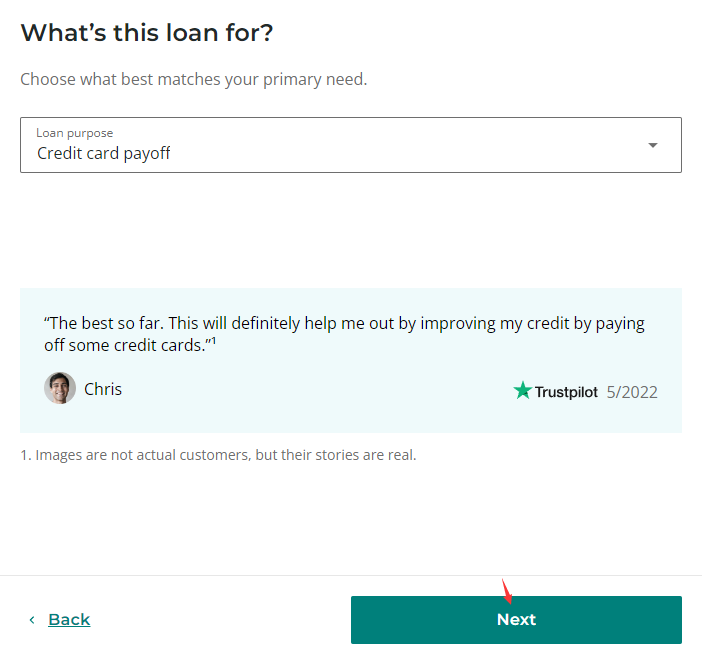 What’s this loan for?
Choose what best matches your primary need.
Loan purpose
Credit card payoff
“The best so far. This will definitely help me out by improving my credit by paying
off some credit cards.”¹
Chris
Trustpilot 5/2022
1. Images are not actual customers, but their stories are real.
Back
Next